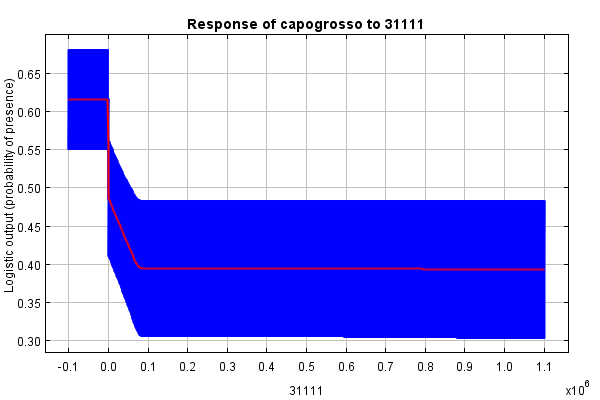 Response of capogrosso to 31111
Logistic output (probability of presence)
0.65
0.60
0.55
0.50
0.45
0.40
0.35
0.30
-0.1 0.0 0.1 0.2 0.3 0.4 0.5 0.6 0.7 0.8 0.9 1.0 1.1
31111
x10^6